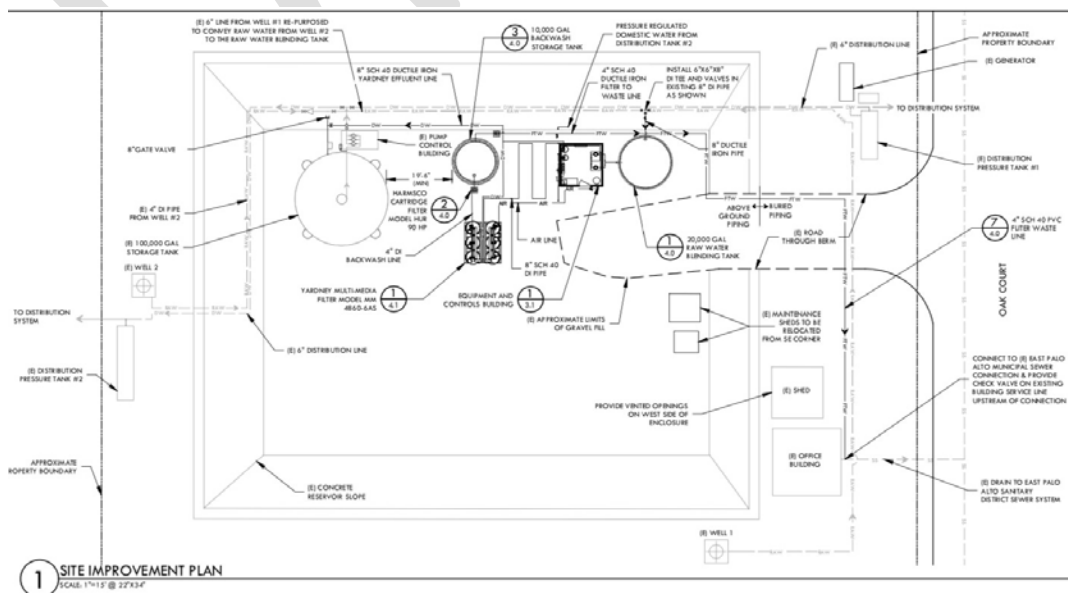 (E) 6" LINE FROM WELL #1 RE-PURPOSED
TO CONVEY RAW WATER FROM WELL #2
TO THE RAW WATER BLENDING TANK
3
4.0
10,000 GAL
BACKWASH
STORAGE TANK
PRESSURE REGULATED
DOMESTIC WATER FROM
DISTRIBUTION TANK #2
(E) 6" DISTRIBUTION LINE
APPROXIMATE
PROPERTY BOUNDARY
(E) GENERATOR
8" SCH 40 DUCTILE IRON
YARDNEY EFFLUENT LINE
4" SCH 40
DUCTILE IRON
FILTER TO
WASTE LINE
INSTALL 6"X6"X8"
DI TEE AND VALVES IN
EXISTING 8" DI PIPE
AS SHOWN
TO DISTRIBUTION SYSTEM
8" GATE VALVE
(E) PUMP
CONTROL
BUILDING
8" DUCTILE
IRON PIPE
(E) DISTRIBUTION
PRESSURE TANK #1
19'-6"
(MIN)
(E) 4" DI PIPE
FROM WELL #2
HARMSCO
CARTRIDGE
FILTER
MODEL HUR
90 HP
2
4.0
AIR
AIR
ABOVE
GROUND
PIPING
BURIED
PIPING
7
4.0
4" SCH 40 PVC
FILTER WASTE
LINE
(E) 100,000 GAL
STORAGE TANK
4" DI
BACKWASH LINE
AIR LINE
1
4.0
20,000 GAL
RAW WATER
BLENDING TANK
(E) ROAD
THROUGH BERM
(E) WELL 2
8" SCH 40
DI PIPE
YARDNEY MULTI-MEDIA
FILTER MODEL MM
4860-6AS
1
4.1
EQUIPMENT AND
CONTROLS BUILDING
1
3.1
OAK COURT
TO DISTRIBUTION
SYSTEM
(E) APPROXIMATE LIMITS
OF GRAVEL FILL
(E) MAINTENANCE
SHEDS TO BE
RELOCATED
FROM SE CORNER
(E) 6" DISTRIBUTION LINE
(E) DISTRIBUTION
PRESSURE TANK #2
CONNECT TO (E) EAST PALO
ALTO MUNICIPAL SEWER
CONNECTION & PROVIDE
CHECK VALVE ON EXISTING
BUILDING SERVICE LINE
UPSTREAM OF CONNECTION
(E) SHED
PROVIDE VENTED OPENINGS
ON WEST SIDE OF
ENCLOSURE
APPROXIMATE
PROPERTY BOUNDARY
(E) OFFICE
BUILDING
(E) CONCRETE
RESERVOIR SLOPE
(E) DRAIN TO EAST PALO
ALTO SANITARY
DISTRICT SEWER SYSTEM
(E) WELL 1
1
SITE IMPROVEMENT PLAN
SCALE: 1"=15' @ 22"X34"